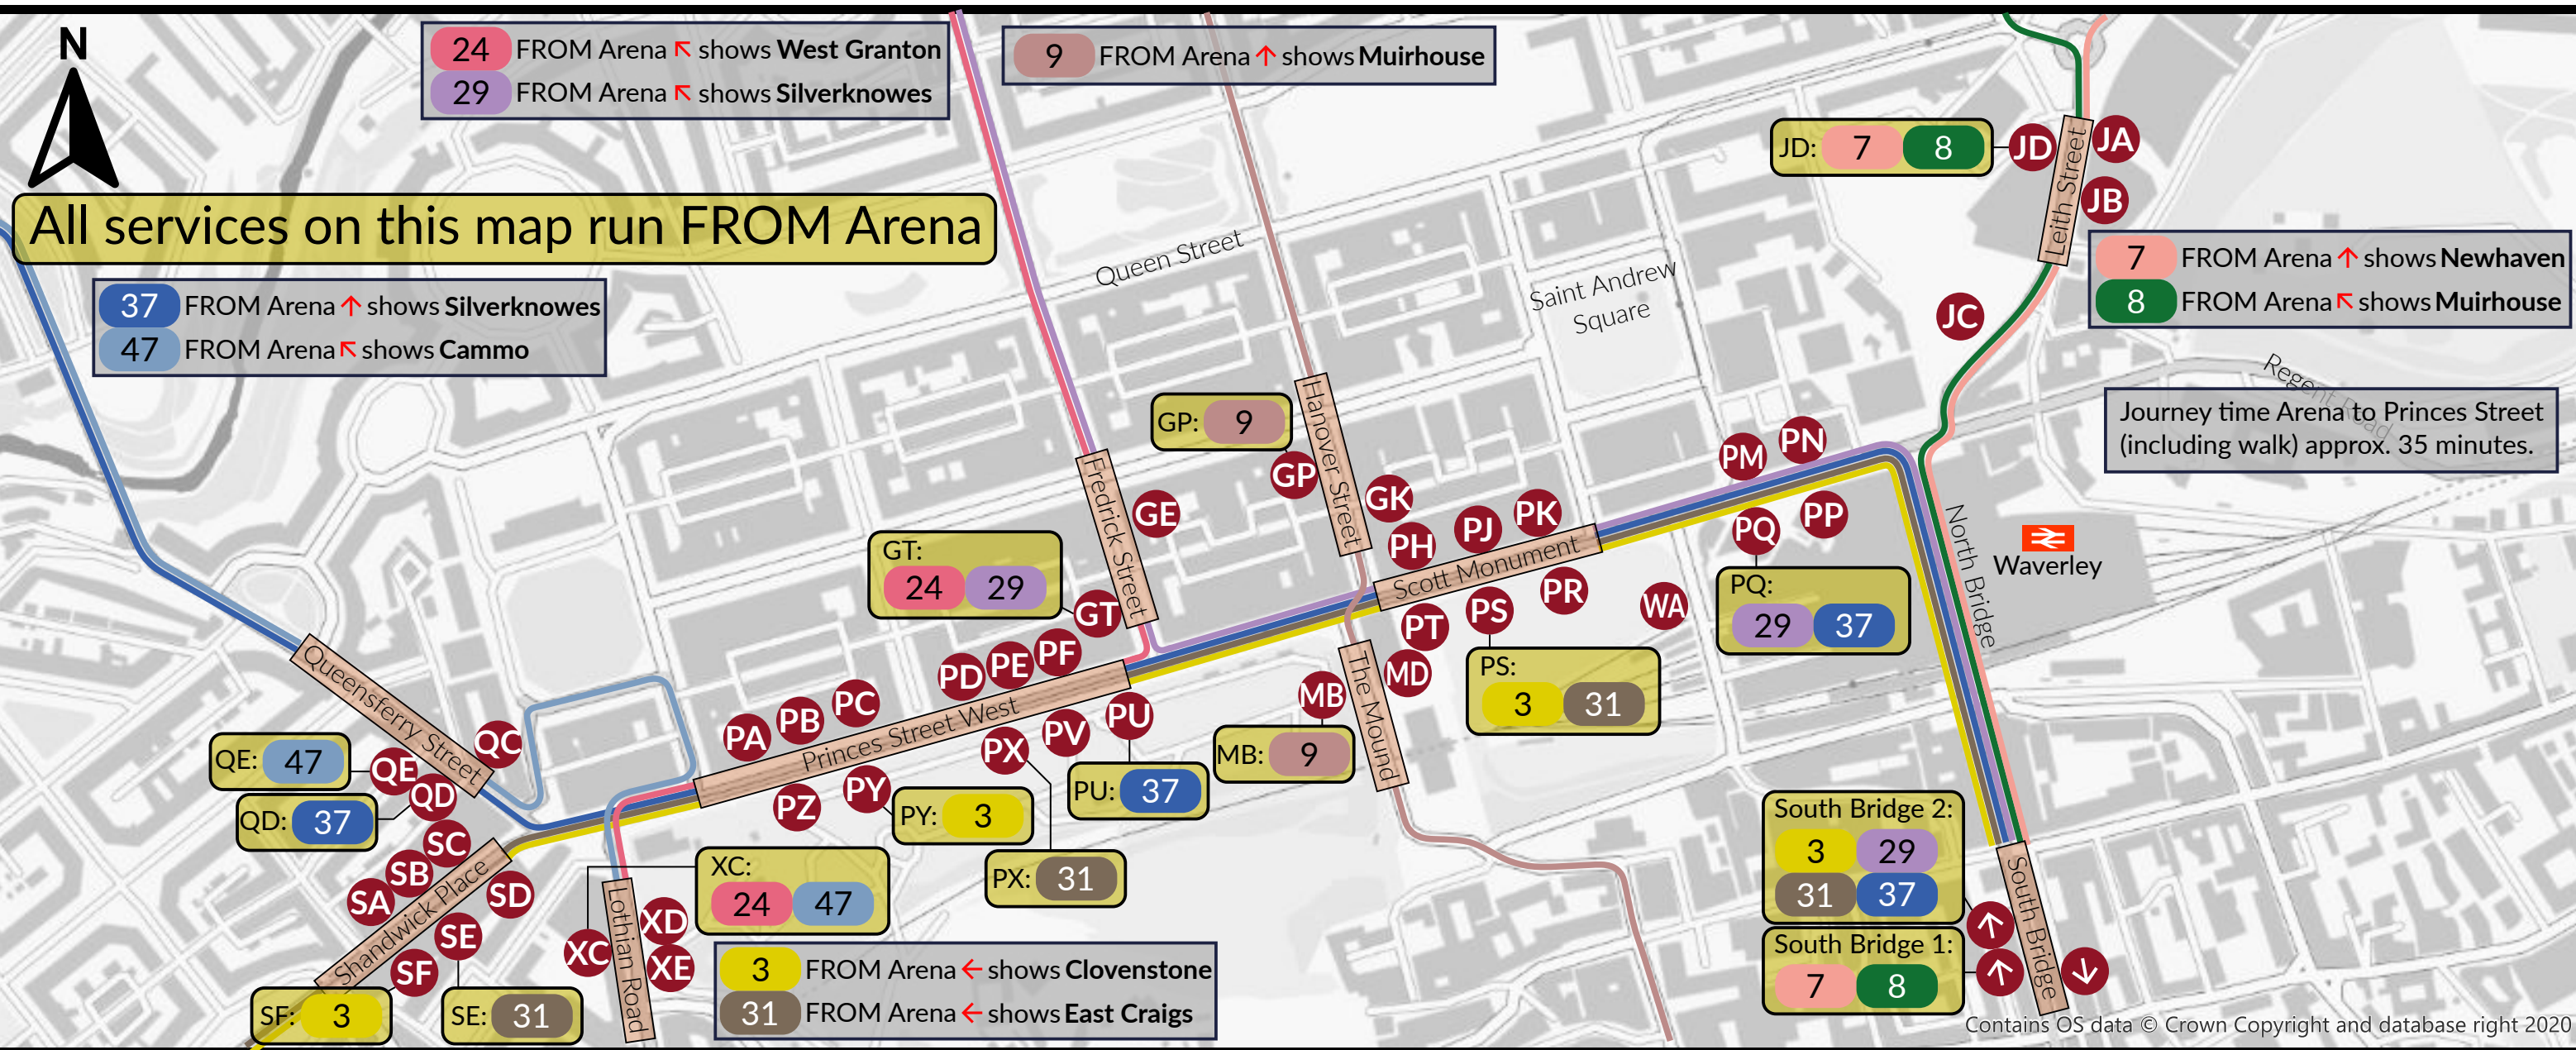 N
24 FROM Arena ↖ shows West Granton
29 FROM Arena ↖ shows Silverknowes
9 FROM Arena ↑ shows Muirhouse
All services on this map run FROM Arena
37 FROM Arena ↑ shows Silverknowes
47 FROM Arena ↖ shows Cammo
JD: 7 8
JD
JA
JB
Leith Street
7 FROM Arena ↑ shows Newhaven
8 FROM Arena ↖ shows Muirhouse
JC
Queen Street
Saint Andrew
Square
Regent Road
Journey time Arena to Princes Street
(including walk) approx. 35 minutes.
GP: 9
GP
Hanover Street
GK
Fredrick Street
GE
GT:
24 29
GT
PH
PJ
PK
Scott Monument
PM
PN
PQ
PP
PQ:
29 37
North Bridge
Waverley
PT
PS
PR
WA
PS:
3 31
MD
MB
The Mound
MB: 9
PD
PE
PF
PA
PB
PC
Princes Street West
PZ
PY
PX
PV
PU
PY: 3
PU: 37
PX: 31
Queensferry Street
QC
QE: 47
QE
QD: 37
QD
SC
SB
SA
Shandwick Place
SD
SE
SF
SF: 3
SE: 31
XC:
24 47
XC
XD
XE
Lothian Road
3 FROM Arena ← shows Clovenstone
31 FROM Arena ← shows East Craigs
South Bridge 2:
3 29
31 37
South Bridge 1:
7 8
↑
↑
↓
South Bridge
Contains OS data © Crown Copyright and database right 2020